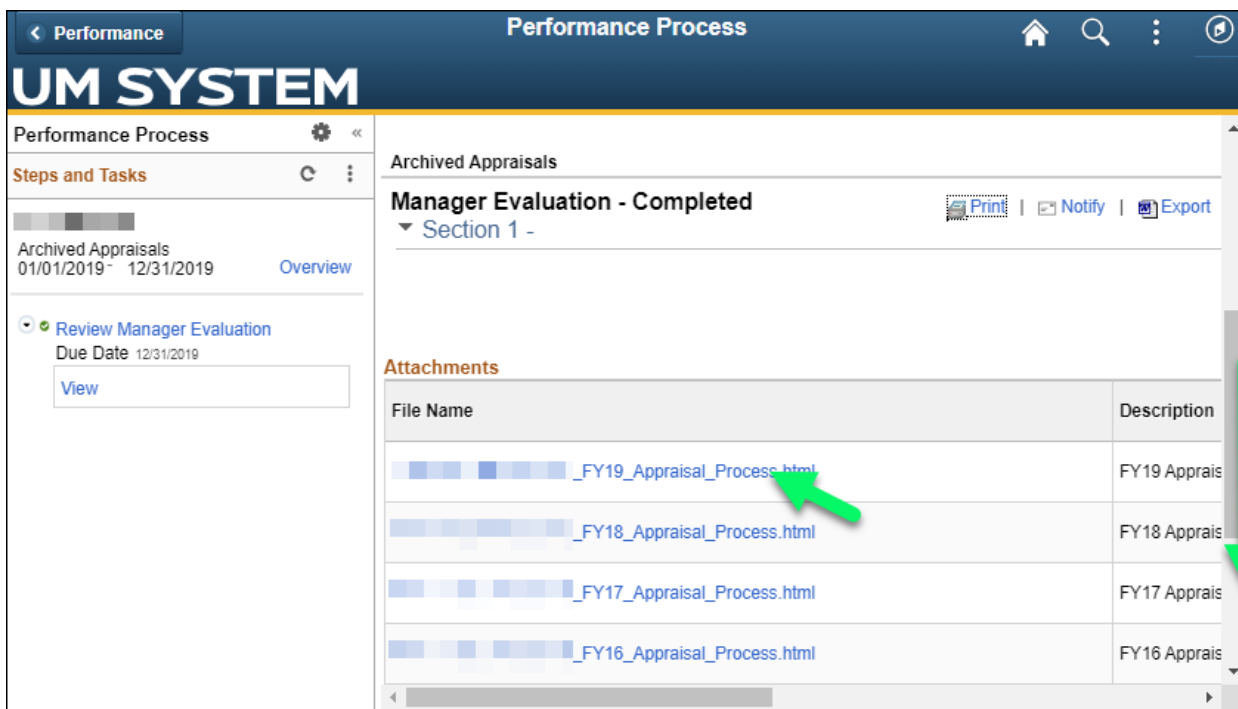 Performance
Performance Process
UM SYSTEM
Performance Process
«
Steps and Tasks
Archived Appraisals
01/01/2019 - 12/31/2019
Overview
Review Manager Evaluation
Due Date 12/31/2019
View
Archived Appraisals
Manager Evaluation - Completed
Print | Notify | Export
Section 1 -
Attachments
File Name
Description
_FY19_Appraisal_Process.html
FY19 Apprais
_FY18_Appraisal_Process.html
FY18 Apprais
_FY17_Appraisal_Process.html
FY17 Apprais
_FY16_Appraisal_Process.html
FY16 Apprais